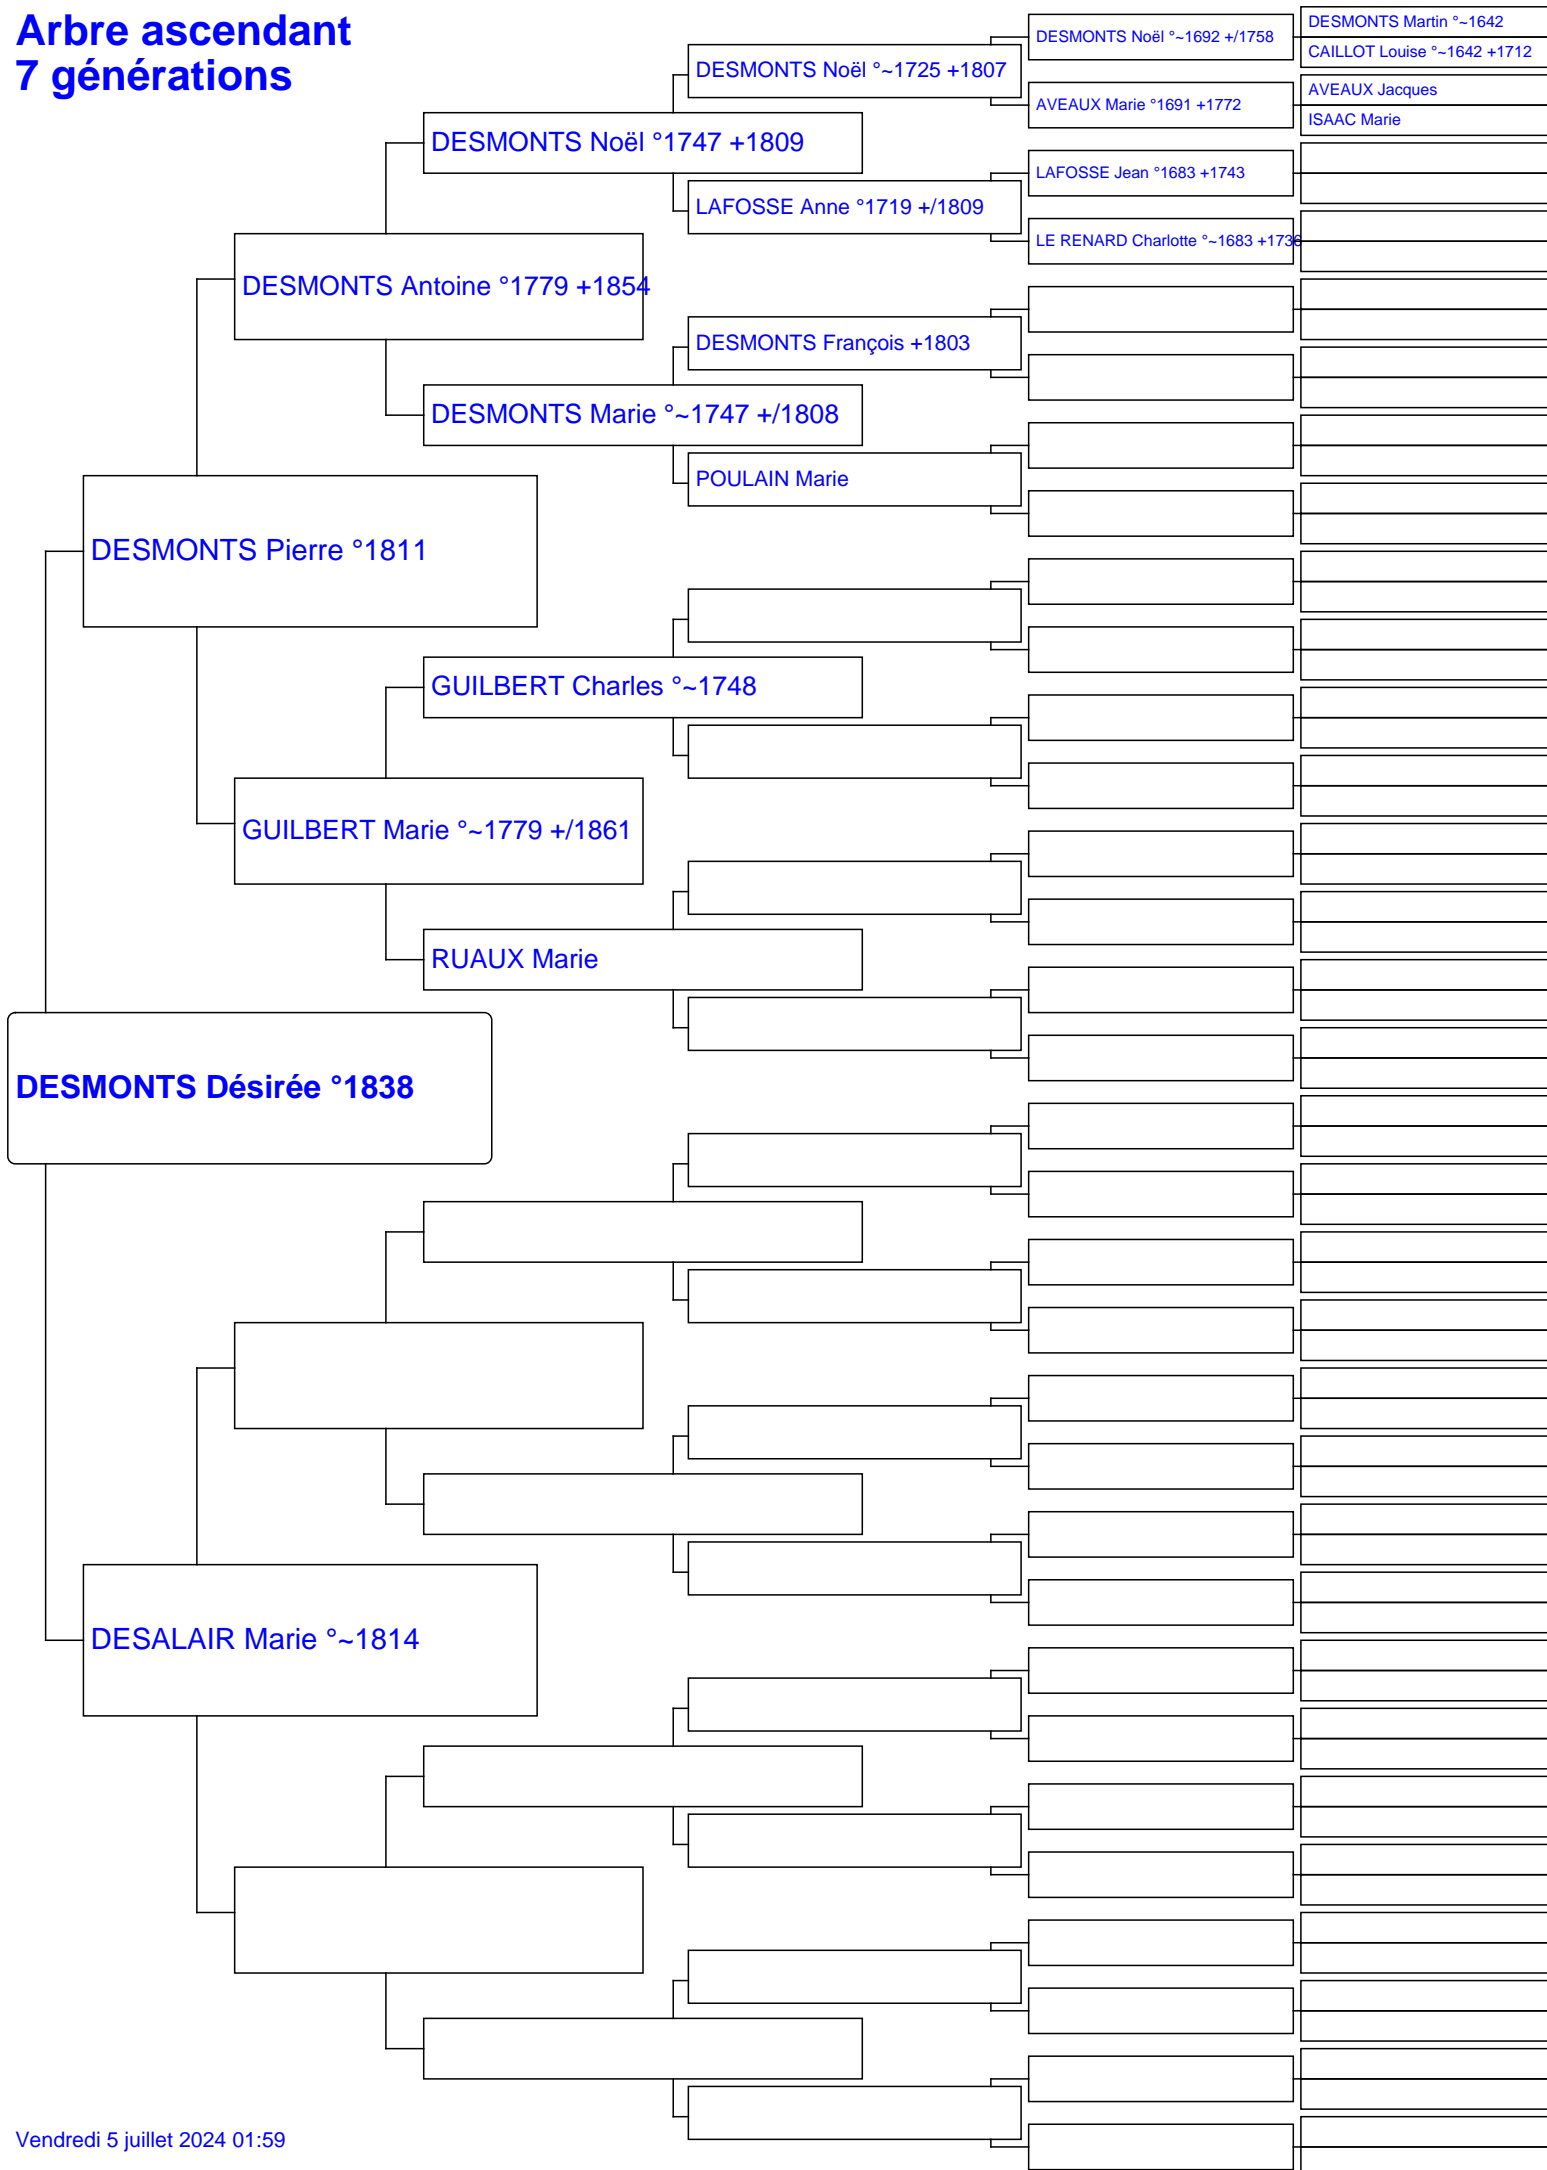 Arbre ascendant
7 générations
DESMONTS Martin °~1642
DESMONTS Noël °~1692 +/1758
CAILLOT Louise °~1642 +1712
DESMONTS Noël °~1725 +1807
AVEAUX Jacques
AVEAUX Marie °1691 +1772
ISAAC Marie
DESMONTS Noël °1747 +1809
LAFOSSE Jean °1683 +1743
LAFOSSE Anne °1719 +/1809
LE RENARD Charlotte °~1683 +1736
DESMONTS Antoine °1779 +1854
DESMONTS François +1803
DESMONTS Marie °~1747 +/1808
POULAIN Marie
DESMONTS Pierre °1811
GUILBERT Charles °~1748
GUILBERT Marie °~1779 +/1861
RUAUX Marie
DESMONTS Désirée °1838
DESALAIR Marie °~1814
Vendredi 5 juillet 2024 01:59